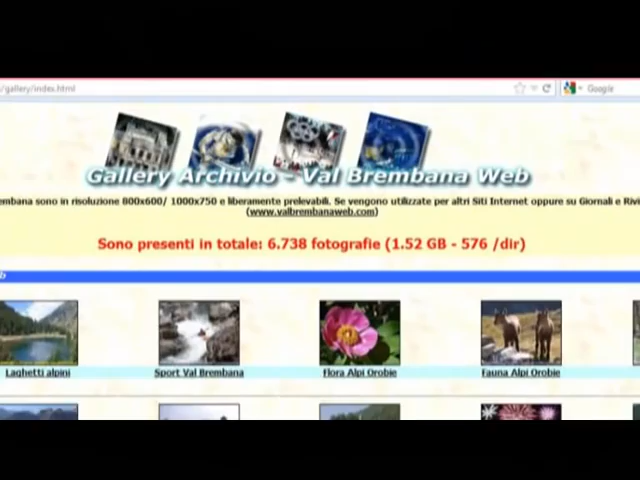 /gallery/index.html
Google
Gallery Archivio - Val Brembana Web
embana sono in risoluzione 800x600/ 1000x750 e liberamente prelevabili. Se vengono utilizzate per altri Siti Internet oppure su Giornali e Rivi
(www.valbrembanaweb.com)
Sono presenti in totale: 6.738 fotografie (1.52 GB - 576 /dir)
b
Laghetti alpini
Sport Val Brembana
Flora Alpi Orobie
Fauna Alpi Orobie